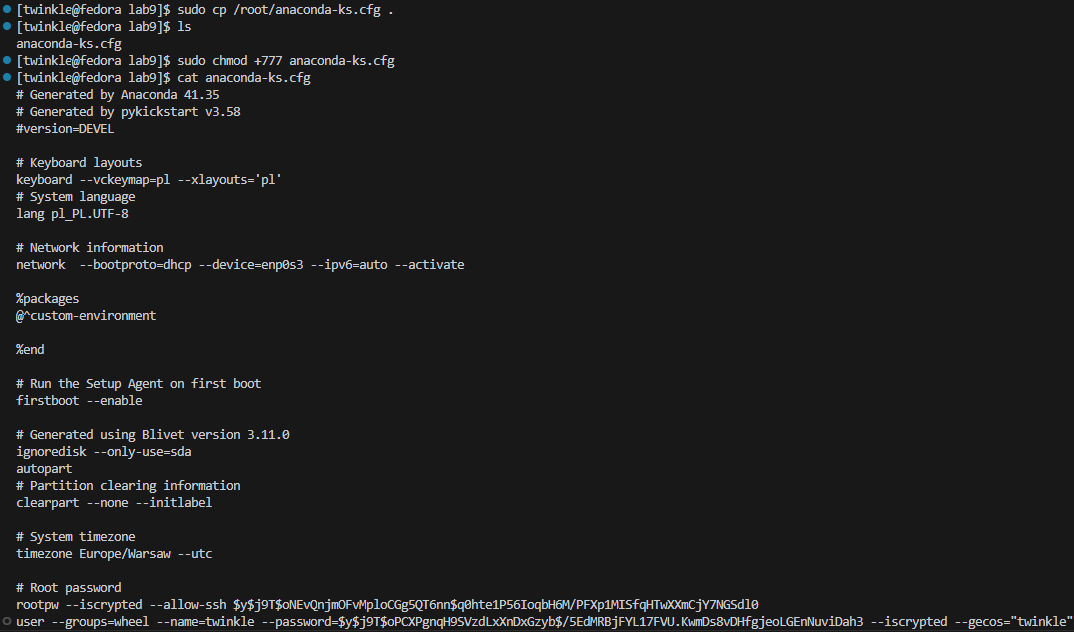 [twinkle@fedora lab9]$ sudo cp /root/anaconda-ks.cfg .
[twinkle@fedora lab9]$ ls
anaconda-ks.cfg
[twinkle@fedora lab9]$ sudo chmod +777 anaconda-ks.cfg
[twinkle@fedora lab9]$ cat anaconda-ks.cfg
# Generated by Anaconda 41.35
# Generated by pykickstart v3.58
#version=DEVEL
# Keyboard layouts
keyboard --vckeymap=pl --xlayouts='pl'
# System language
lang pl_PL.UTF-8
# Network information
network  --bootproto=dhcp --device=enp0s3 --ipv6=auto --activate
%packages
@^custom-environment
%end
# Run the Setup Agent on first boot
firstboot --enable
# Generated using Blivet version 3.11.0
ignoredisk --only-use=sda
autopart
# Partition clearing information
clearpart --none --initlabel
# System timezone
timezone Europe/Warsaw --utc
# Root password
rootpw --iscrypted --allow-ssh $y$j9T$oNEvQnjmOFvMploCGg5QT6nn$q0hte1P56IoqbH6M/PFXp1MISfqHTwXXmCjY7NGSdl0
user --groups=wheel --name=twinkle --password=$y$j9T$oPCXPgnqH9SVzdLxXnDxGzyb$/5EdMRBjFYL17FVU.KwmDs8vDHfgjeoLGEnNuviDah3 --iscrypted --gecos="twinkle"